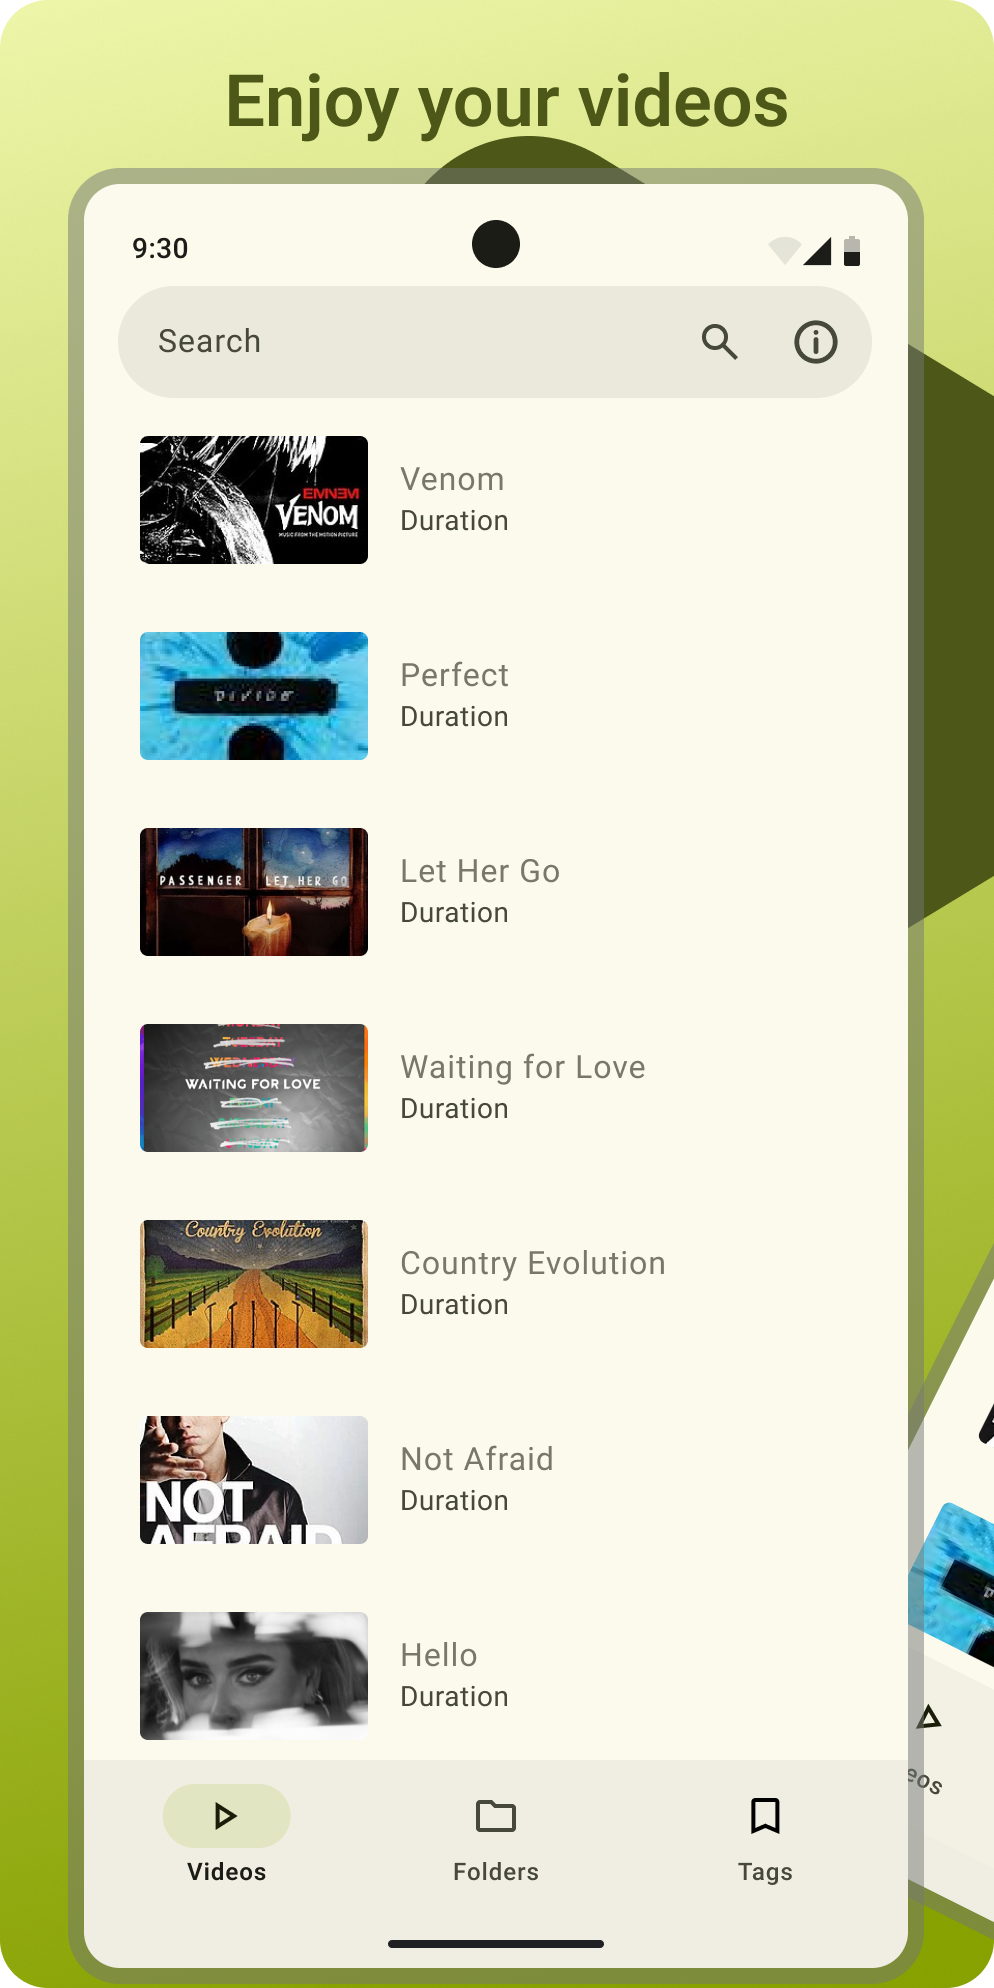 Enjoy your videos
9:30
Search
EMINEM
VENOM
MUSIC FROM THE MOTION PICTURE
Venom
Duration
DIVIDE
Perfect
Duration
PASSENGER LET HER GO
Let Her Go
Duration
TUESDAY
WAITING FOR LOVE
Waiting for Love
Duration
Country Evolution
Country Evolution
Duration
NOT
AFRAID
Not Afraid
Duration
Hello
Duration
eos
Videos
Folders
Tags